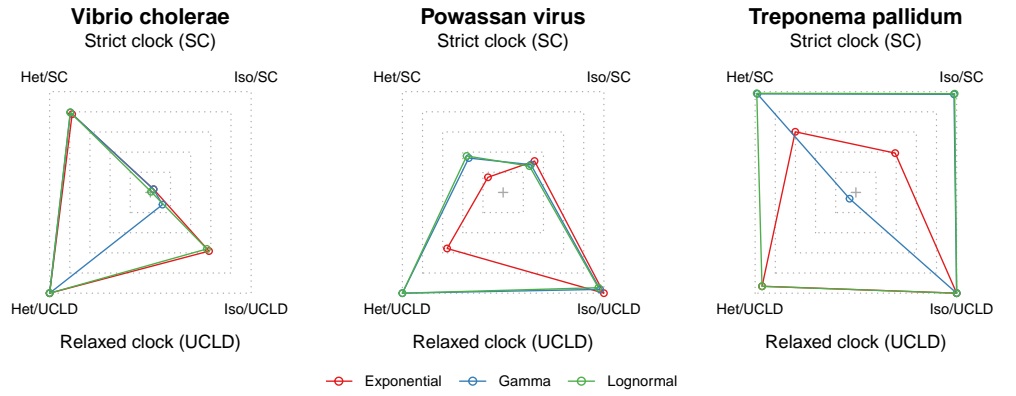 Vibrio cholerae
Strict clock (SC)
Het/SC
Iso/SC
Het/UCLD
Iso/UCLD
Relaxed clock (UCLD)
Powassan virus
Strict clock (SC)
Het/SC
Iso/SC
Het/UCLD
Iso/UCLD
Relaxed clock (UCLD)
Treponema pallidum
Strict clock (SC)
Het/SC
Iso/SC
Het/UCLD
Iso/UCLD
Relaxed clock (UCLD)
Exponential
Gamma
Lognormal